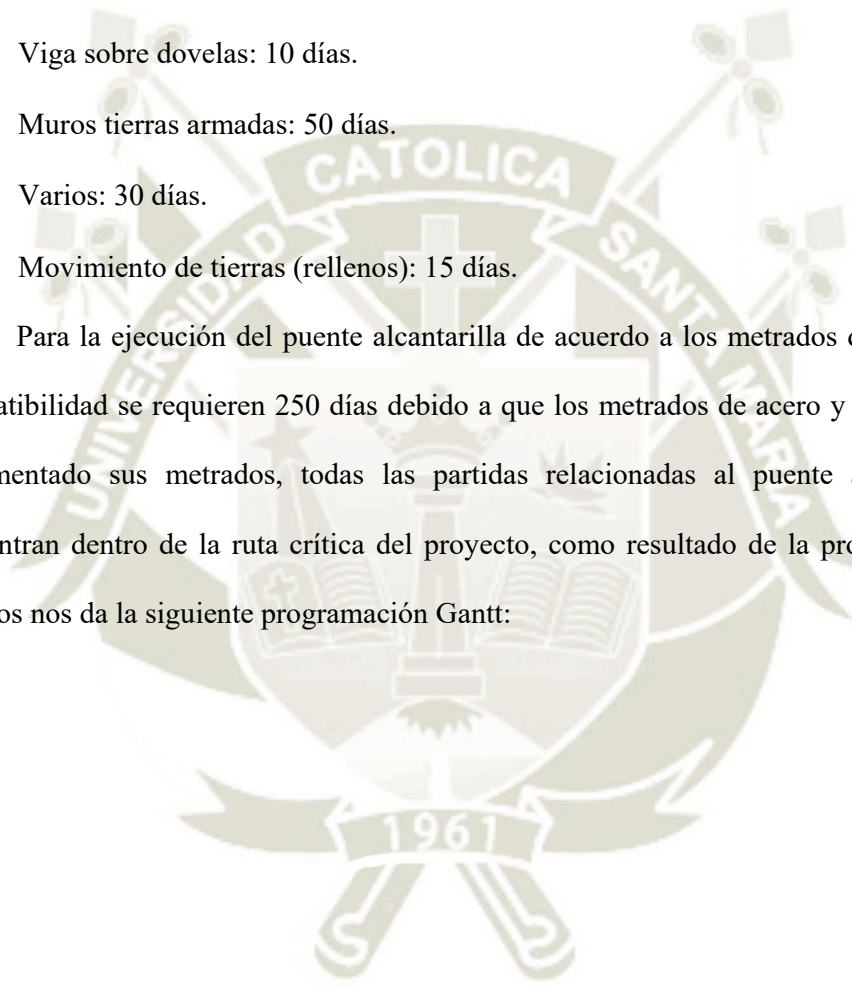 Viga sobre dovelas: 10 días.
Muros tierras armadas: 50 días.
Varios: 30 días.
Movimiento de tierras (rellenos): 15 días.
Para la ejecución del puente alcantarilla de acuerdo a los metrados
atibilidad se requieren 250 días debido a que los metrados de acero y
mentado sus metrados, todas las partidas relacionadas al puente
ntran dentro de la ruta crítica del proyecto, como resultado de la
os nos da la siguiente programación Gantt:
UNIVERSIDAD CATOLICA SANTA MARIA
1961